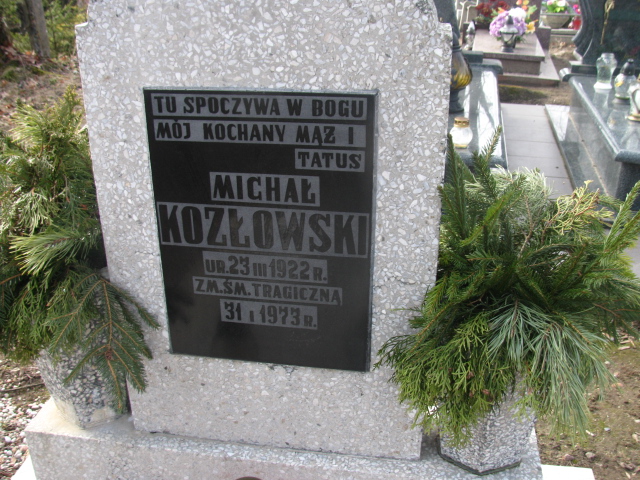 TU SPOCZYWA W BOGU
MÓJ KOCHANY MĄŻ I
TATUŚ
MICHAŁ
KOZŁOWSKI
UR. 23 III 1922 R.
ZM. ŚM. TRAGICZNĄ
31 I 1973 R.